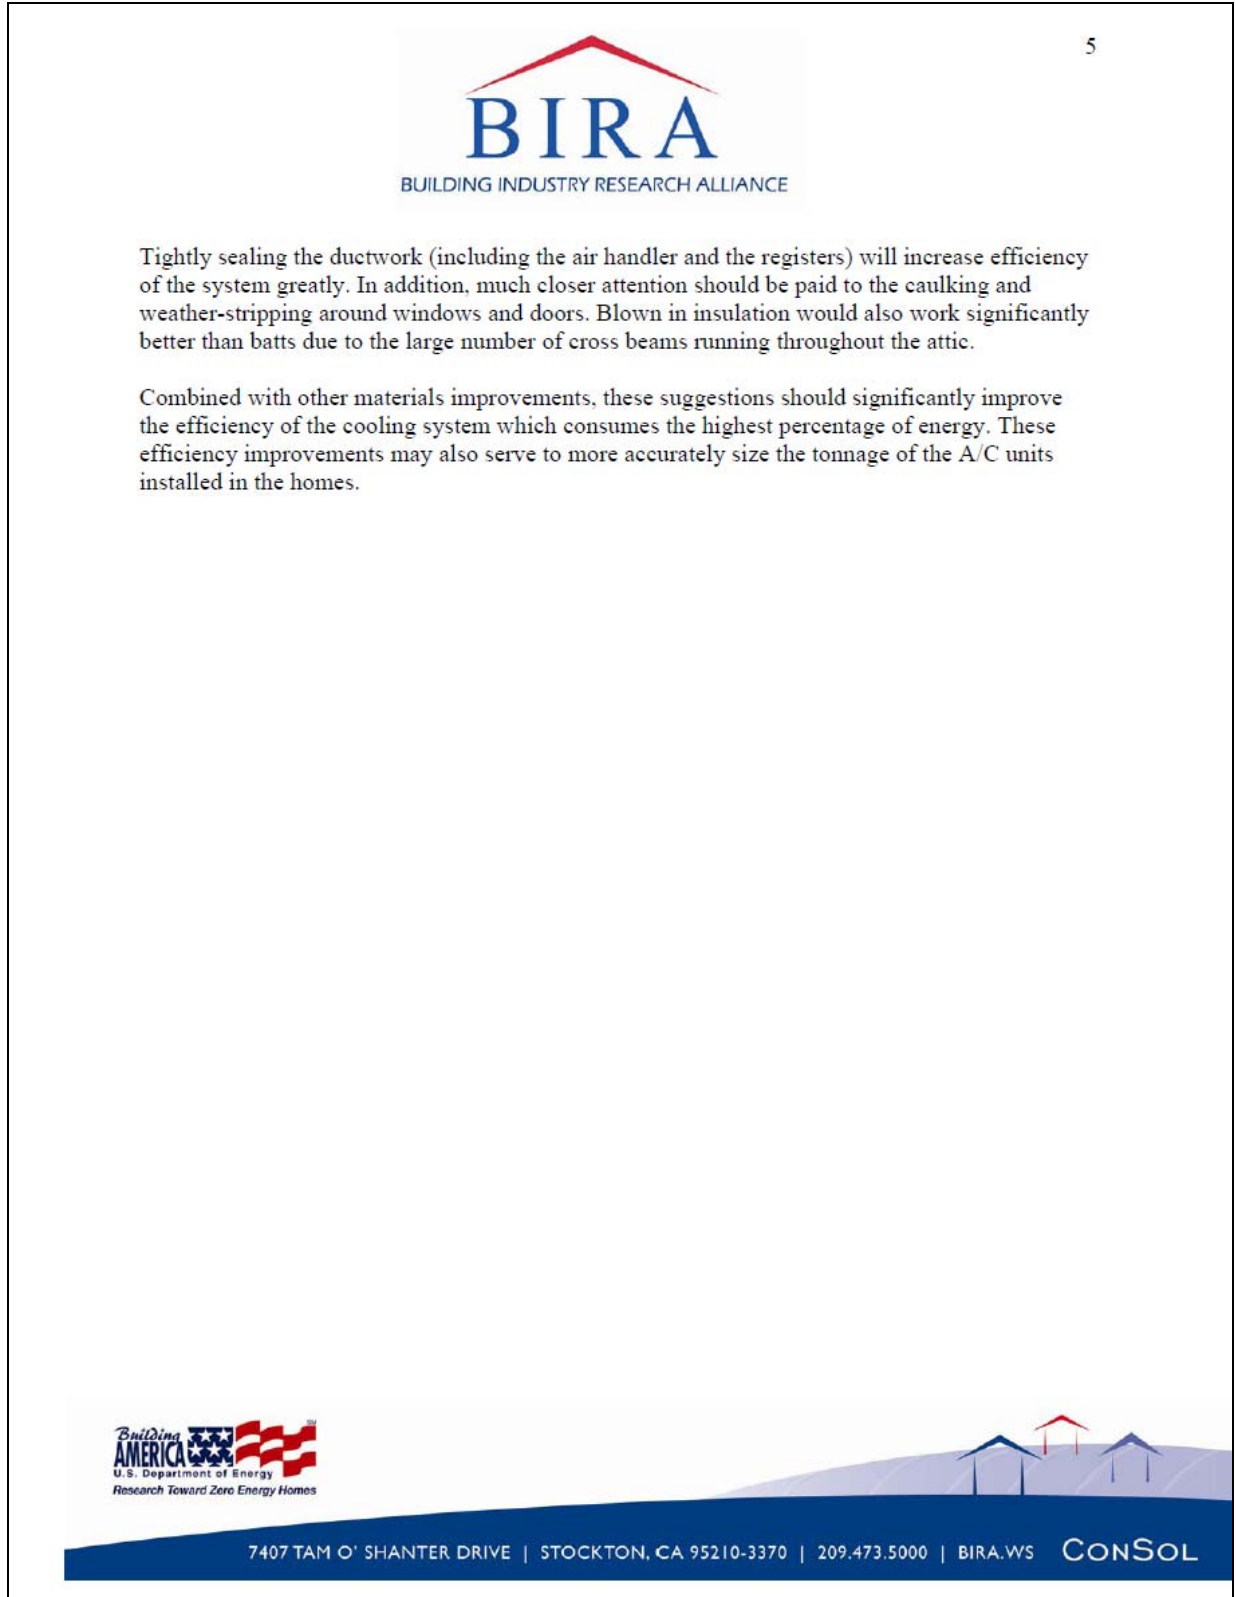 5
BIRA
BUILDING INDUSTRY RESEARCH ALLIANCE
Tightly sealing the ductwork (including the air handler and the registers) will increase efficiency
of the system greatly. In addition, much closer attention should be paid to the caulking and
weather-stripping around windows and doors. Blown in insulation would also work significantly
better than batts due to the large number of cross beams running throughout the attic.
Combined with other materials improvements, these suggestions should significantly improve
the efficiency of the cooling system which consumes the highest percentage of energy. These
efficiency improvements may also serve to more accurately size the tonnage of the A/C units
installed in the homes.
Building
AMERICA
SM
U.S. Department of Energy
Research Toward Zero Energy Homes
7407 TAM O' SHANTER DRIVE | STOCKTON, CA 95210-3370 | 209.473.5000 | BIRA.WS CONSOL